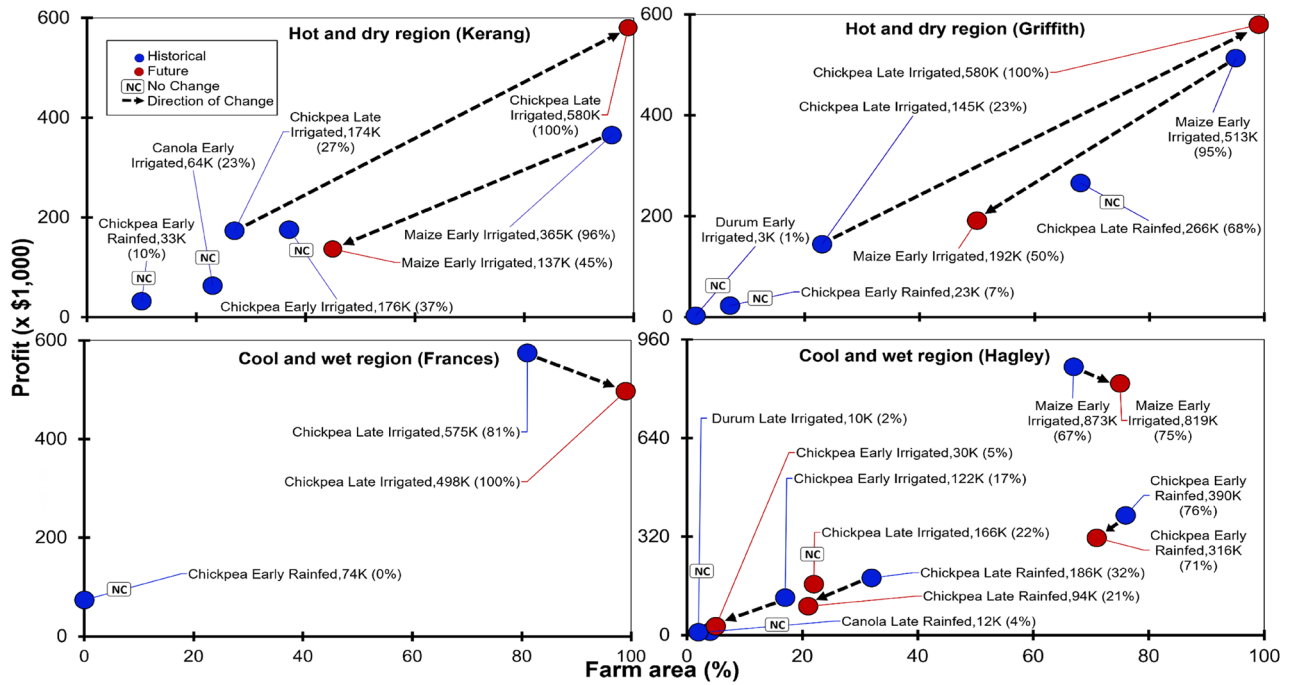 Profit (x $1,000)
600
400
200
0
Hot and dry region (Kerang)
Historical
Future
NC No Change
Direction of Change
Chickpea Late
Irrigated,174K
(27%)
Chickpea Late
Irrigated,580K
(100%)
Canola Early
Irrigated,64K (23%)
Chickpea Early
Rainfed,33K
(10%)
NC
NC
NC
Maize Early Irrigated,365K (96%)
Maize Early Irrigated,137K (45%)
Chickpea Early Irrigated,176K (37%)
600
400
200
0
Hot and dry region (Griffith)
Chickpea Late Irrigated,580K (100%)
Chickpea Late Irrigated,145K (23%)
Maize Early
Irrigated,513K
(95%)
NC
Durum Early
Irrigated,3K (1%)
Chickpea Late Rainfed,266K (68%)
Maize Early Irrigated,192K (50%)
NC
NC
Chickpea Early Rainfed,23K (7%)
600
400
200
0
Cool and wet region (Frances)
Chickpea Late Irrigated,575K (81%)
Chickpea Late Irrigated,498K (100%)
Chickpea Early Rainfed,74K (0%)
NC
0 20 40 60 80 100
960
640
320
0
Cool and wet region (Hagley)
Maize Early
Irrigated,873K
(67%)
Maize Early
Irrigated,819K
(75%)
Durum Late Irrigated,10K (2%)
Chickpea Early Irrigated,30K (5%)
Chickpea Early Irrigated,122K (17%)
Chickpea Early
Rainfed,390K
(76%)
Chickpea Late Irrigated,166K (22%)
Chickpea Early
Rainfed,316K
(71%)
NC
NC
Chickpea Late Rainfed,186K (32%)
Chickpea Late Rainfed,94K (21%)
NC
Canola Late Rainfed,12K (4%)
0 20 40 60 80 100
Farm area (%)